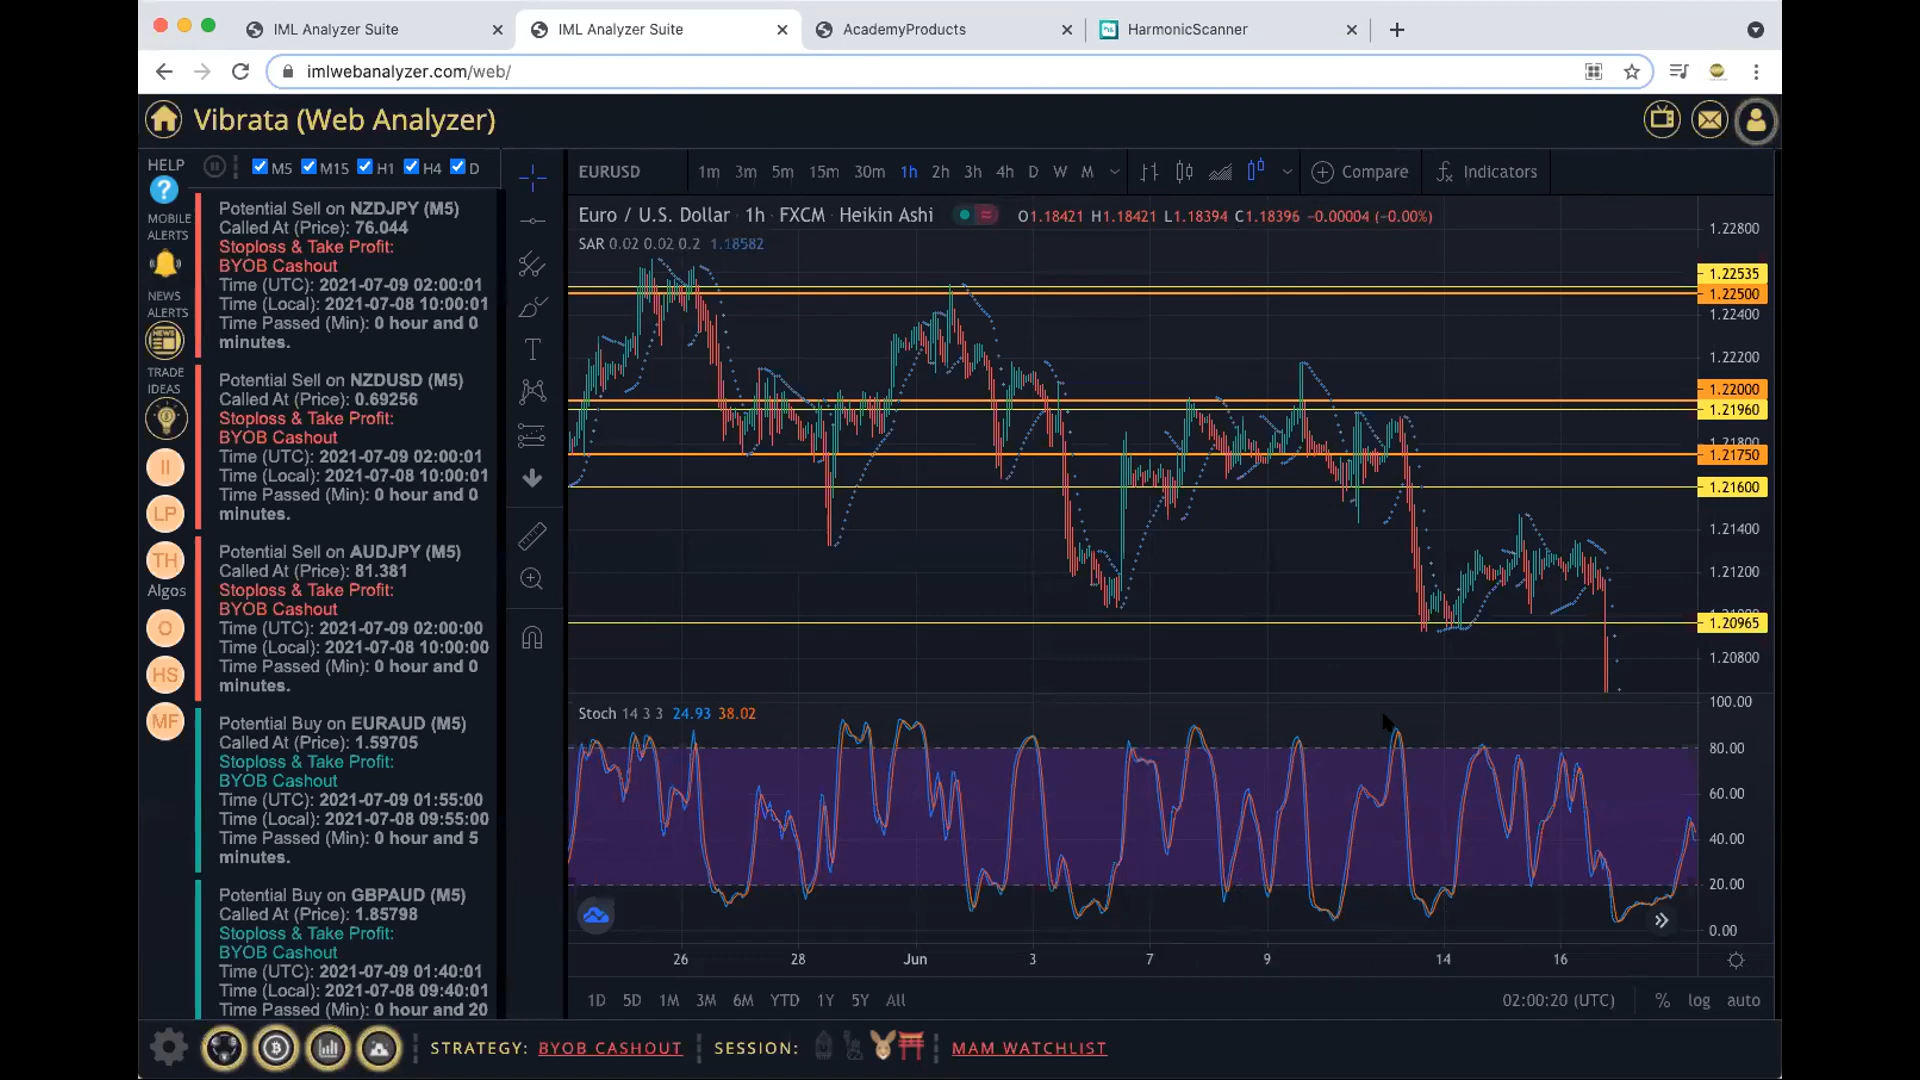 IML Analyzer Suite
IML Analyzer Suite
AcademyProducts
HarmonicScanner
imlwebanalyzer.com/web/
Vibrata (Web Analyzer)
HELP
MOBILE
ALERTS
NEWS
ALERTS
NEWS
TRADE
IDEAS
II
LP
TH
Algos
O
HS
MF
M5 M15 H1 H4 D
Potential Sell on NZDJPY (M5)
Called At (Price): 76.044
Stoploss & Take Profit:
BYOB Cashout
Time (UTC): 2021-07-09 02:00:01
Time (Local): 2021-07-08 10:00:01
Time Passed (Min): 0 hour and 0
minutes.
Potential Sell on NZDUSD (M5)
Called At (Price): 0.69256
Stoploss & Take Profit:
BYOB Cashout
Time (UTC): 2021-07-09 02:00:01
Time (Local): 2021-07-08 10:00:01
Time Passed (Min): 0 hour and 0
minutes.
Potential Sell on AUDJPY (M5)
Called At (Price): 81.381
Stoploss & Take Profit:
BYOB Cashout
Time (UTC): 2021-07-09 02:00:00
Time (Local): 2021-07-08 10:00:00
Time Passed (Min): 0 hour and 0
minutes.
Potential Buy on EURAUD (M5)
Called At (Price): 1.59705
Stoploss & Take Profit:
BYOB Cashout
Time (UTC): 2021-07-09 01:55:00
Time (Local): 2021-07-08 09:55:00
Time Passed (Min): 0 hour and 5
minutes.
Potential Buy on GBPAUD (M5)
Called At (Price): 1.85798
Stoploss & Take Profit:
BYOB Cashout
Time (UTC): 2021-07-09 01:40:01
Time (Local): 2021-07-08 09:40:01
Time Passed (Min): 0 hour and 20
EURUSD 1m 3m 5m 15m 30m 1h 2h 3h 4h D W M Compare Indicators
Euro / U.S. Dollar · 1h · FXCM · Heikin Ashi O1.18421 H1.18421 L1.18394 C1.18396 −0.00004 (−0.00%)
SAR 0.02 0.02 0.2 1.18582
1.22800
1.22535
1.22500
1.22400
1.22200
1.22000
1.21960
1.21800
1.21750
1.21600
1.21400
1.21200
1.20965
1.20800
Stoch 14 3 3 24.93 38.02
100.00
80.00
60.00
40.00
20.00
0.00
26 28 Jun 3 7 9 14 16
1D 5D 1M 3M 6M YTD 1Y 5Y All 02:00:20 (UTC) % log auto
STRATEGY: BYOB CASHOUT SESSION: MAM WATCHLIST